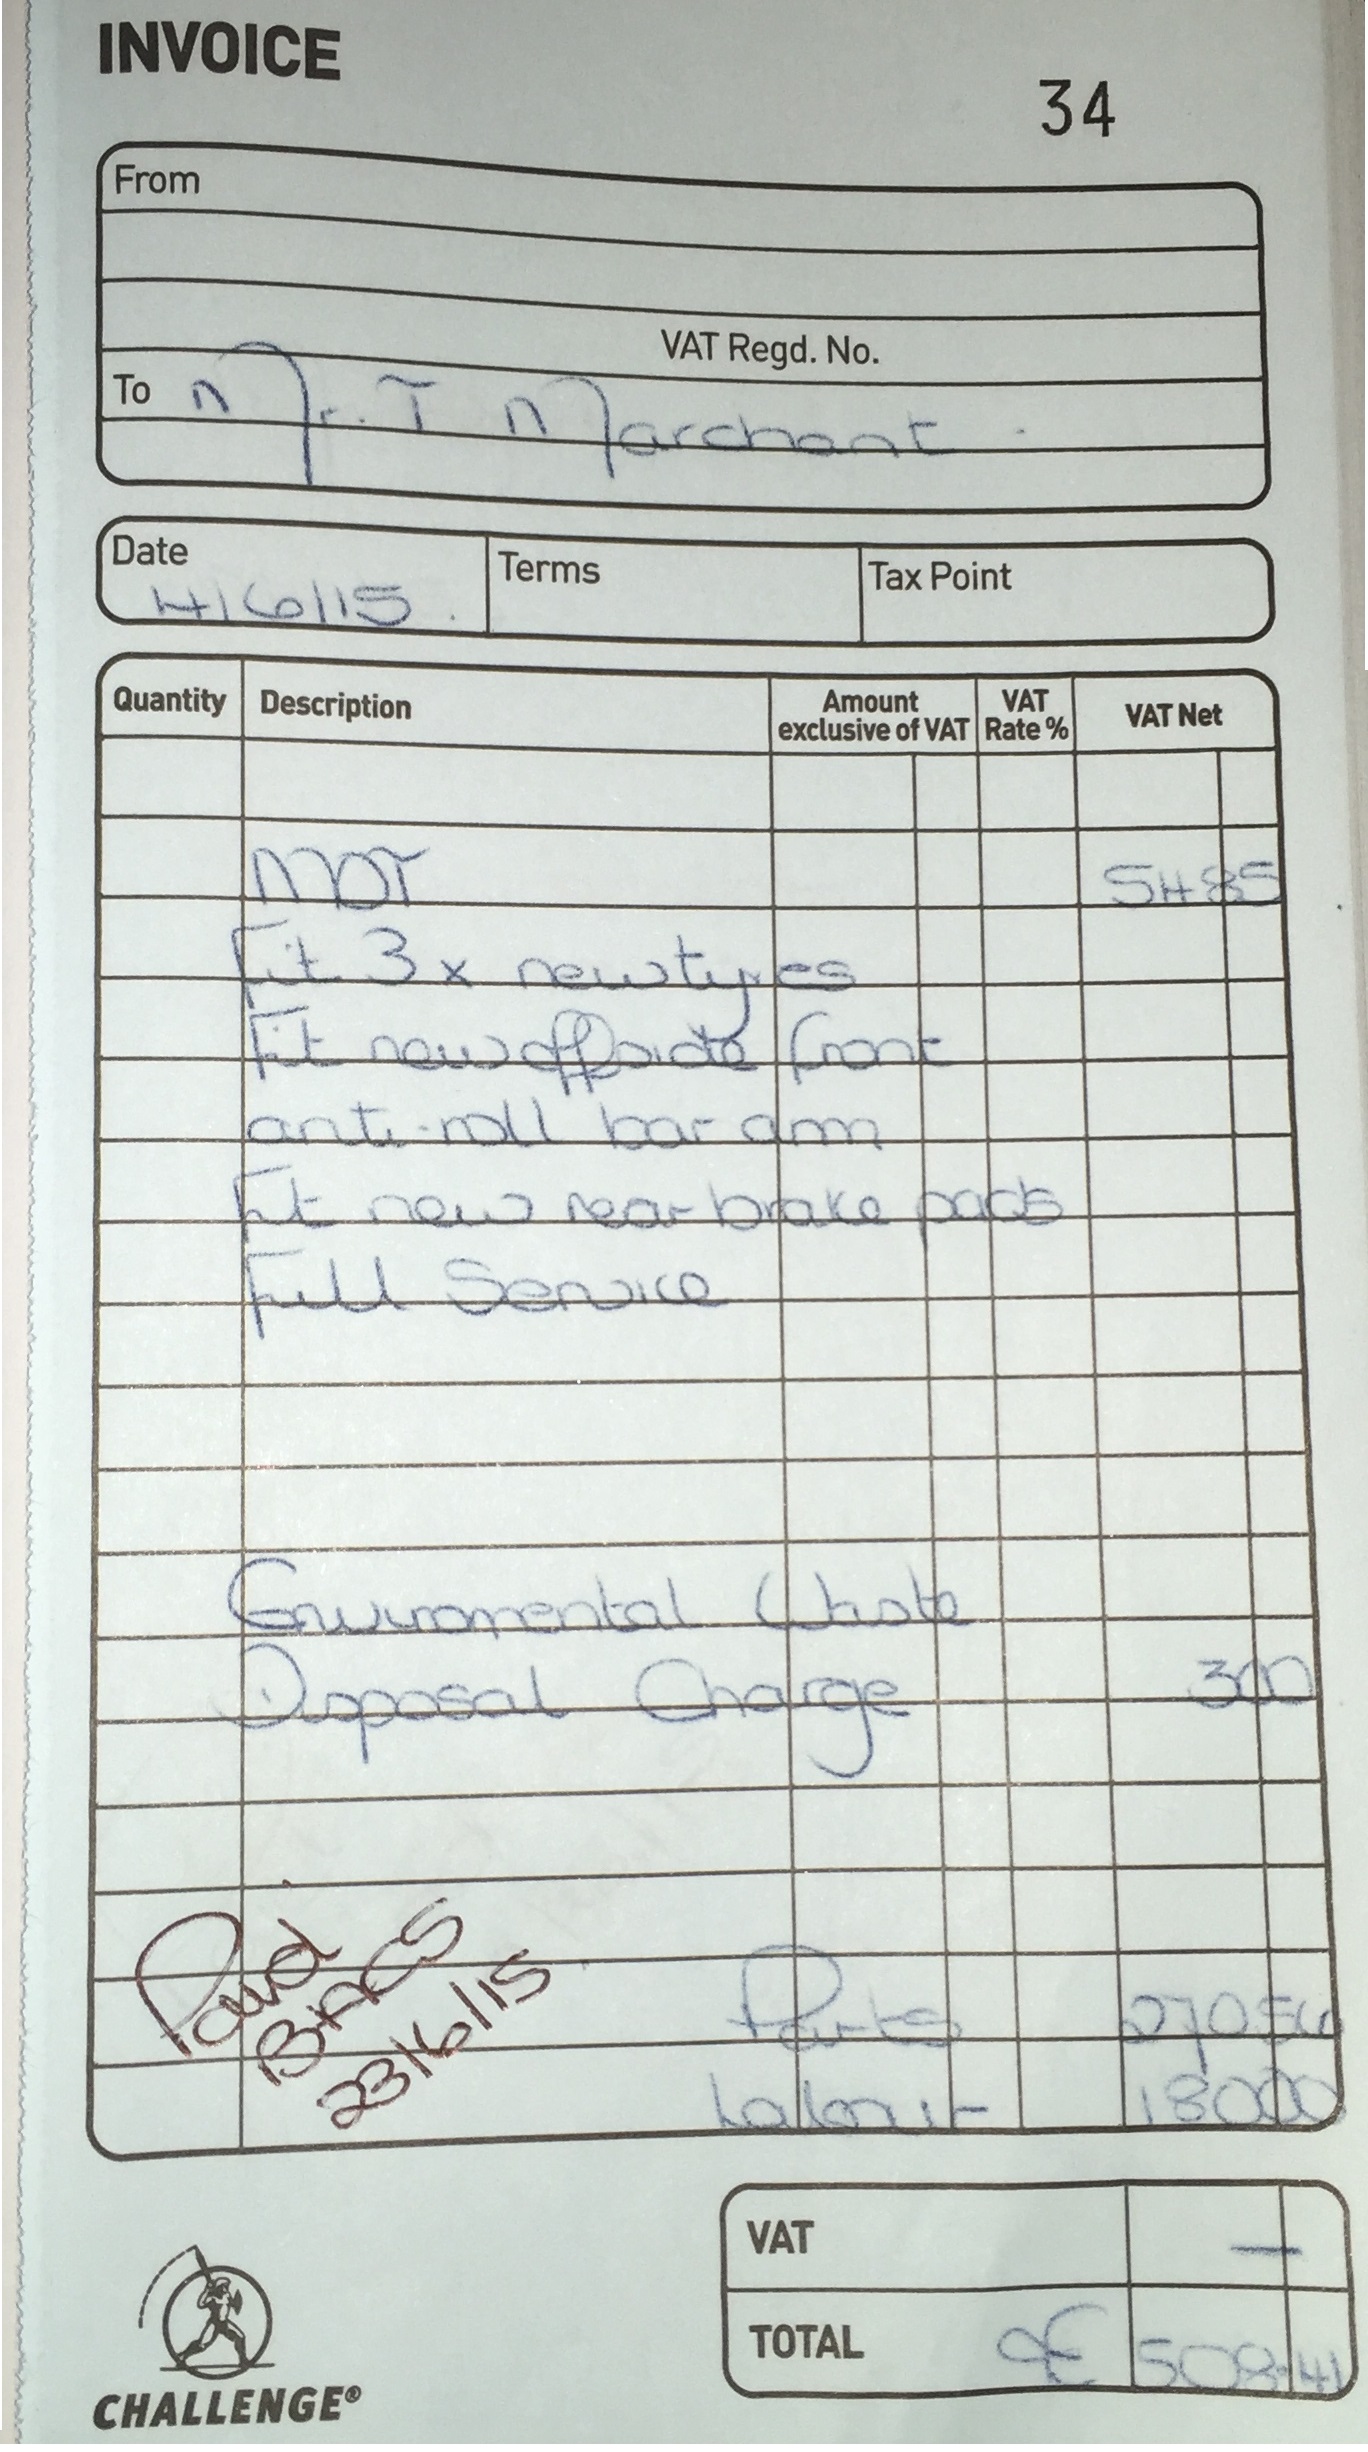 INVOICE
34
From
VAT Regd. No.
To Mr. T Marchant
Date Terms Tax Point
4/6/15
Quantity Description Amount exclusive of VAT VAT Rate % VAT Net
MOT 54 85
Fit 3 x new tyres
Fit new offside front
anti-roll bar arm
Fit new rear brake pads
Full Service
Enviromental Waste
Disposal Charge 3 00
Paid
BACS
23/6/15
Parts 270 56
Labour 180 00
VAT —
TOTAL £ 508.41
CHALLENGE®